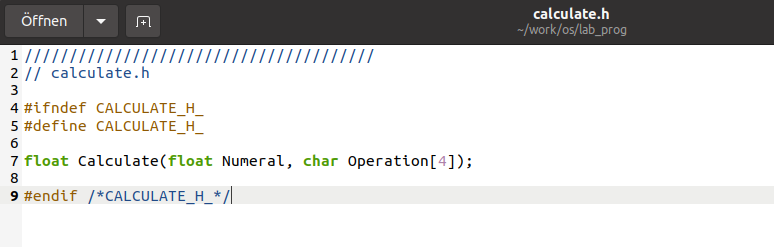 Öffnen
calculate.h
~/work/os/lab_prog
1 ///////////////////////////////////////
2 // calculate.h
3
4 #ifndef CALCULATE_H_
5 #define CALCULATE_H_
6
7 float Calculate(float Numeral, char Operation[4]);
8
9 #endif /*CALCULATE_H_*/